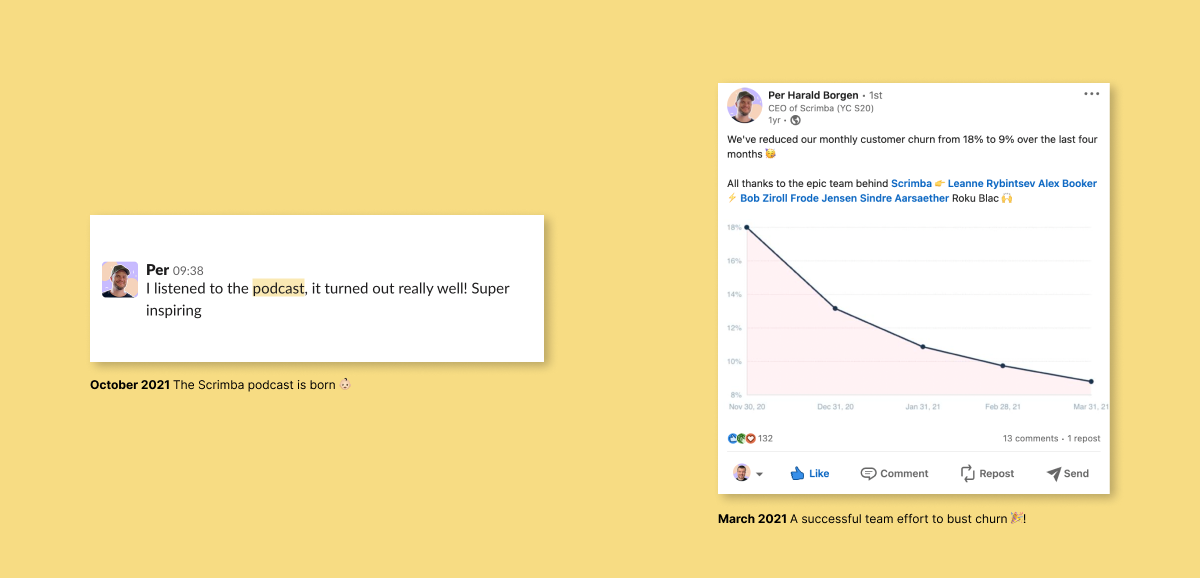 Per 09:38
I listened to the podcast, it turned out really well! Super
inspiring
October 2021 The Scrimba podcast is born 👶🏻
Per Harald Borgen • 1st
CEO of Scrimba (YC S20)
1yr •
We've reduced our monthly customer churn from 18% to 9% over the last four
months 🥳
All thanks to the epic team behind Scrimba 👉 Leanne Rybintsev Alex Booker
⚡ Bob Ziroll Frode Jensen Sindre Aarsaether Roku Blac 🙌
18%
16%
14%
12%
10%
8%
Nov 30, 20 Dec 31, 20 Jan 31, 21 Feb 28, 21 Mar 31, 21
132 13 comments • 1 repost
Like Comment Repost Send
March 2021 A successful team effort to bust churn 🎉!